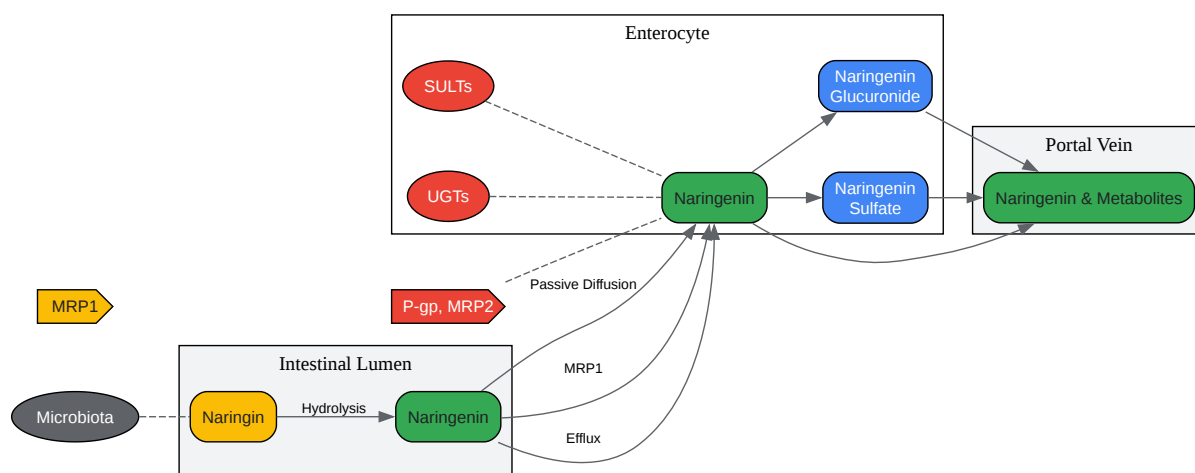 Enterocyte
SULTs
Naringenin
Glucuronide
Portal Vein
UGTs
Naringenin
Naringenin
Sulfate
Naringenin & Metabolites
Passive Diffusion
MRP1
P-gp, MRP2
Intestinal Lumen
MRP1
Microbiota
Naringin
Hydrolysis
Naringenin
Efflux